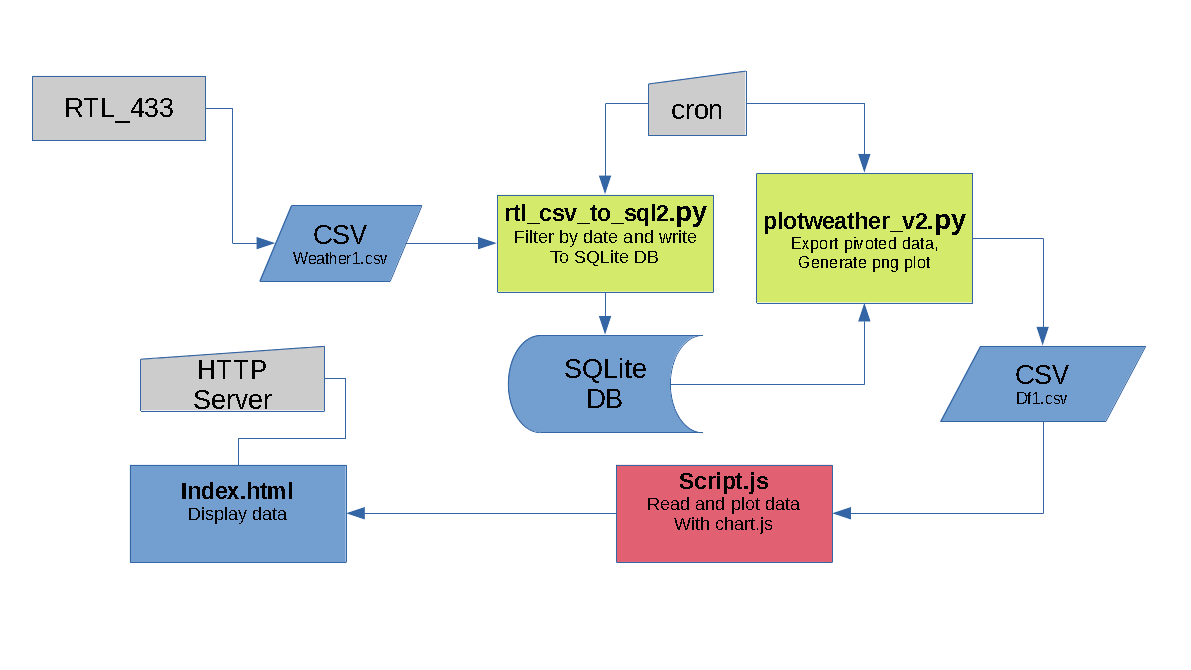 RTL_433
cron
CSV
Weather1.csv
rtl_csv_to_sql2.py
Filter by date and write
To SQLite DB
plotweather_v2.py
Export pivoted data,
Generate png plot
HTTP
Server
SQLite
DB
CSV
Df1.csv
Index.html
Display data
Script.js
Read and plot data
With chart.js